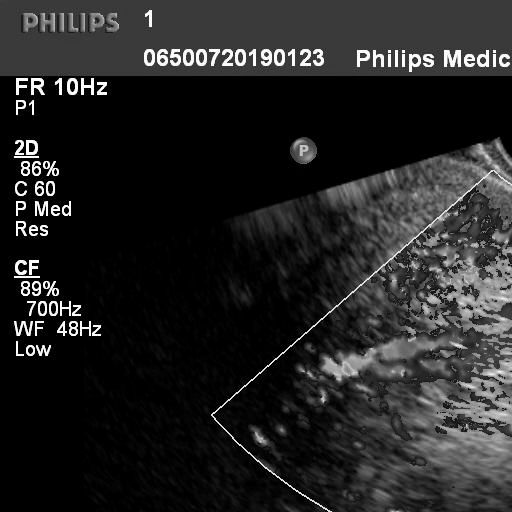 PHILIPS
1
06500720190123 Philips Medic
FR 10Hz
P1
P
2D
86%
C 60
P Med
Res
CF
89%
700Hz
WF 48Hz
Low